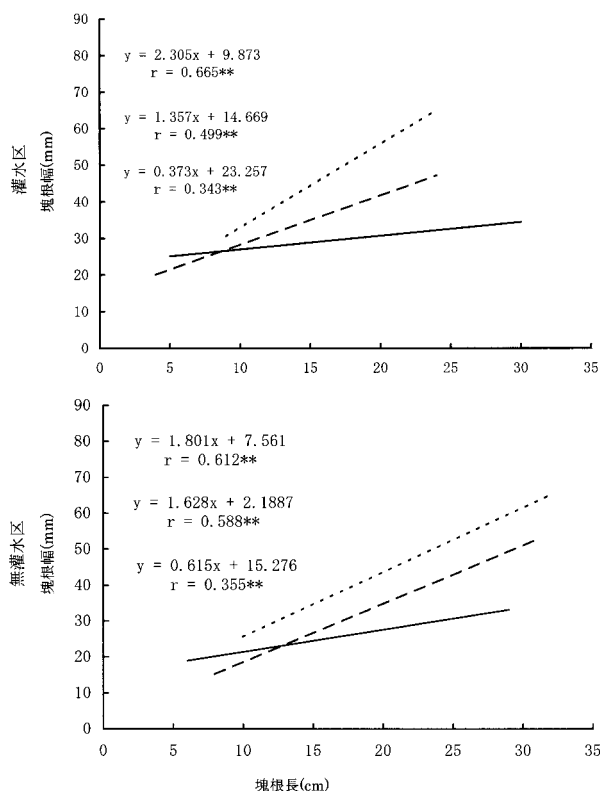 90
80
70
60
50
40
30
20
10
0
y = 2.305x + 9.873
r = 0.665**
y = 1.357x + 14.669
r = 0.499**
y = 0.373x + 23.257
r = 0.343**
灌水区
塊根幅(mm)
0 5 10 15 20 25 30 35
90
80
70
60
50
40
30
20
10
0
y = 1.801x + 7.561
r = 0.612**
y = 1.628x + 2.1887
r = 0.588**
y = 0.615x + 15.276
r = 0.355**
無灌水区
塊根幅(mm)
0 5 10 15 20 25 30 35
塊根長(cm)